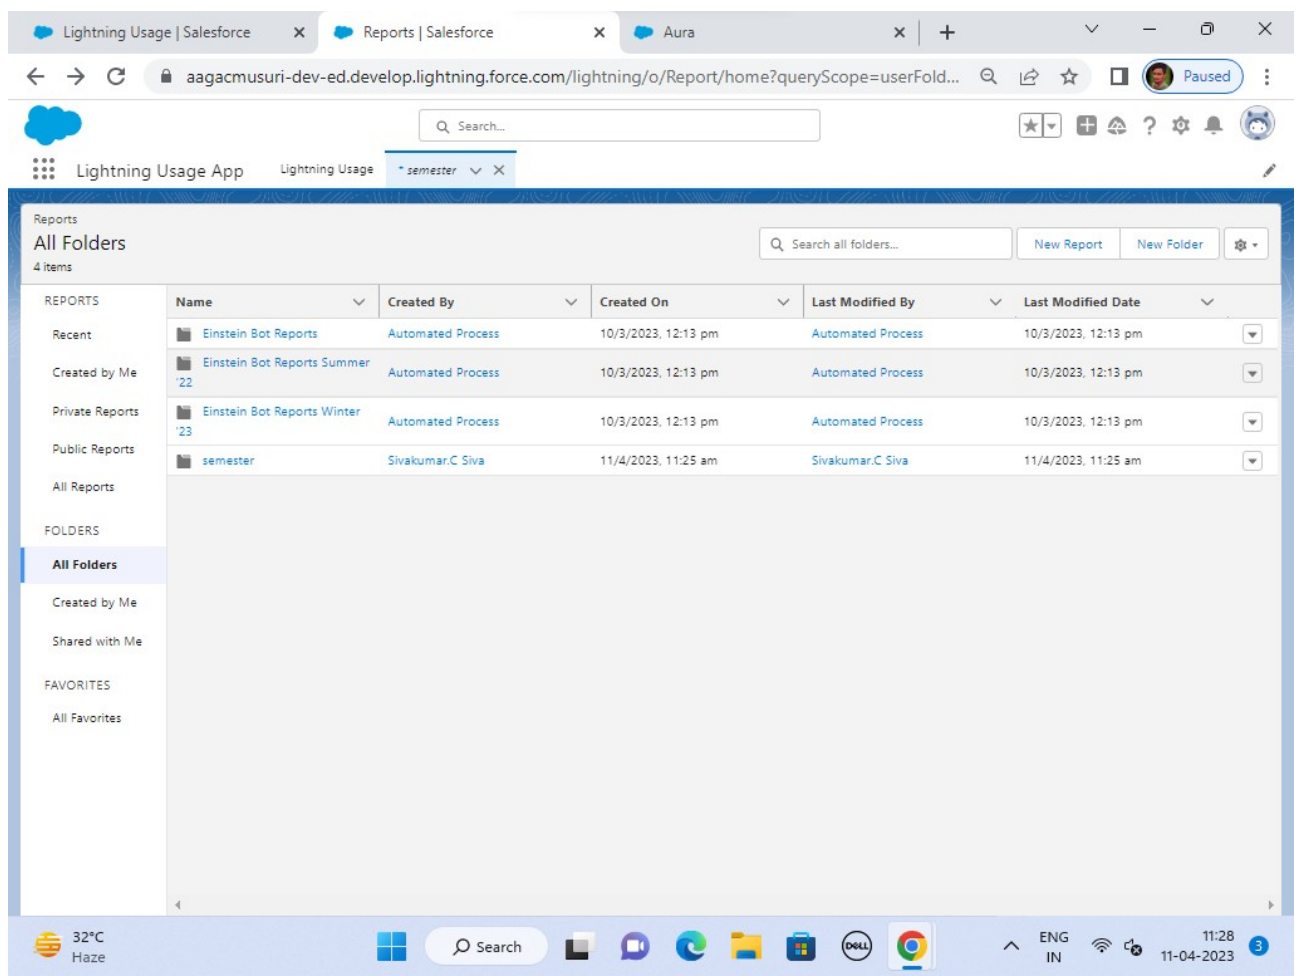 Lightning Usage | Salesforce
Reports | Salesforce
Aura
aagacmusuri-dev-ed.develop.lightning.force.com/lightning/o/Report/home?queryScope=userFold...
Paused
Search...
Lightning Usage App
Lightning Usage
* semester
Reports
All Folders
4 items
Search all folders...
New Report
New Folder
REPORTS
Recent
Created by Me
Private Reports
Public Reports
All Reports
FOLDERS
All Folders
Created by Me
Shared with Me
FAVORITES
All Favorites
Name Created By Created On Last Modified By Last Modified Date
Einstein Bot Reports Automated Process 10/3/2023, 12:13 pm Automated Process 10/3/2023, 12:13 pm
Einstein Bot Reports Summer
'22 Automated Process 10/3/2023, 12:13 pm Automated Process 10/3/2023, 12:13 pm
Einstein Bot Reports Winter
'23 Automated Process 10/3/2023, 12:13 pm Automated Process 10/3/2023, 12:13 pm
semester Sivakumar.C Siva 11/4/2023, 11:25 am Sivakumar.C Siva 11/4/2023, 11:25 am
32°C
Haze
Search
DELL
ENG
IN
11:28
11-04-2023
3